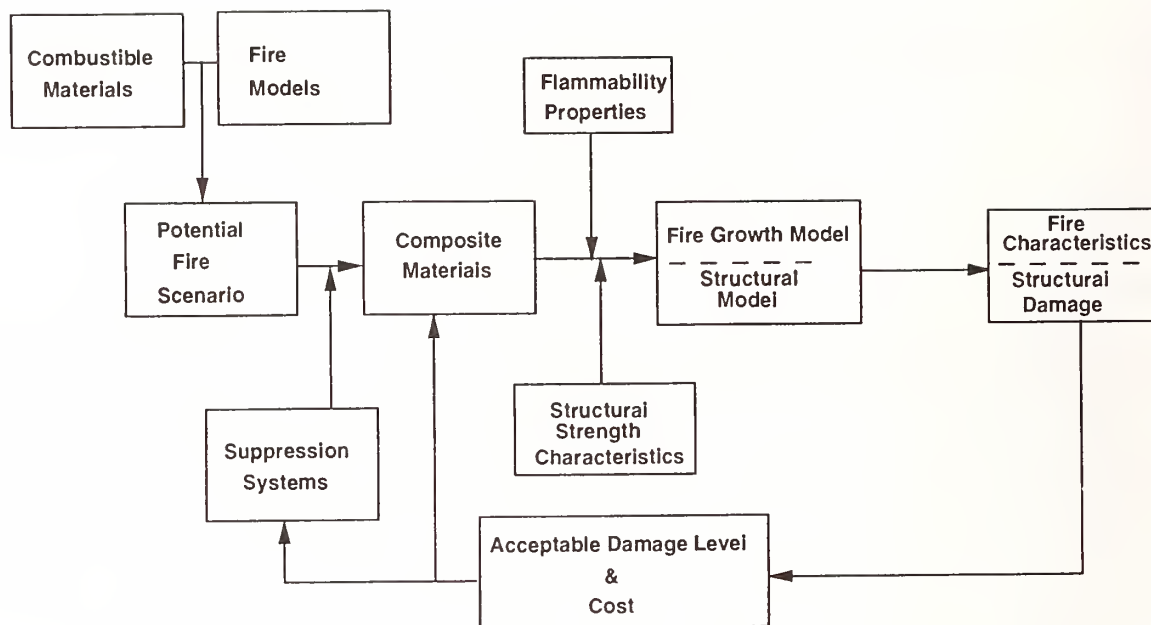 Combustible
Materials
Fire
Models
Flammability
Properties
Potential
Fire
Scenario
Composite
Materials
Fire Growth Model
Structural
Model
Fire
Characteristics
Structural
Damage
Suppression
Systems
Structural
Strength
Characteristics
Acceptable Damage Level
&
Cost